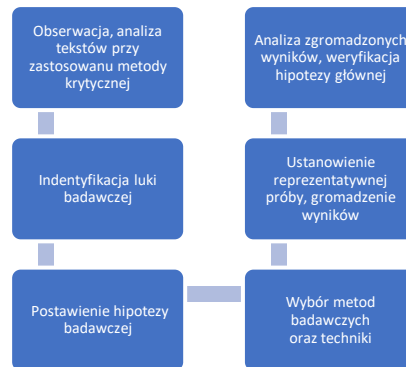 Obserwacja, analiza
tekstów przy
zastosowanu metody
krytycznej
Indentyfikacja luki
badawczej
Postawienie hipotezy
badawczej
Wybór metod
badawczych
oraz techniki
Ustanowienie
reprezentatywnej
próby, gromadzenie
wyników
Analiza zgromadzonych
wyników, weryfikacja
hipotezy głównej